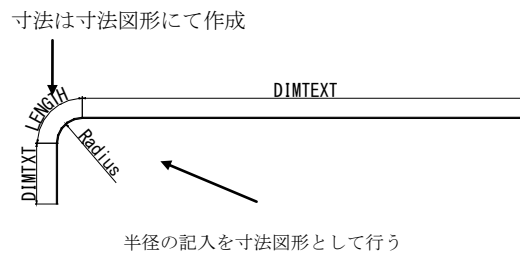 寸法は寸法図形にて作成
DIMTEXT
LENGTH
Radius
DIMTXT
半径の記入を寸法図形として行う